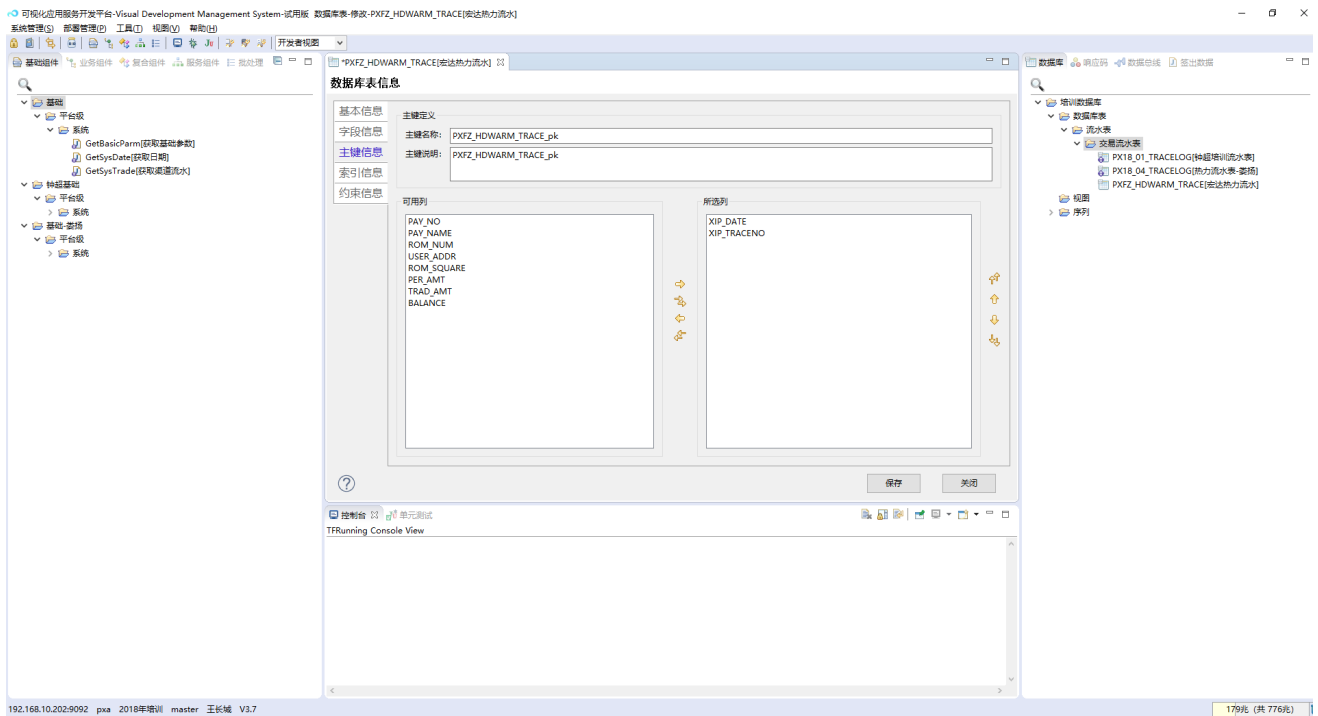 可视化应用服务开发平台-Visual Development Management System-试用版 数据库表-修改-PXFZ_HDWARM_TRACE[宏达热力流水]
系统管理(S) 部署管理(P) 工具(T) 视图(V) 帮助(H)
开发者视图
基础组件 业务组件 复合组件 服务组件 批处理
基础
平台级
系统
GetBasicParm[获取基础参数]
GetSysDate[获取日期]
GetSysTrade[获取渠道流水]
钟超基础
平台级
系统
基础-娄扬
平台级
系统
*PXFZ_HDWARM_TRACE[宏达热力流水]
数据库表信息
基本信息
字段信息
主键信息
索引信息
约束信息
主键定义
主键名称: PXFZ_HDWARM_TRACE_pk
主键说明: PXFZ_HDWARM_TRACE_pk
可用列
PAY_NO
PAY_NAME
ROM_NUM
USER_ADDR
ROM_SQUARE
PER_AMT
TRAD_AMT
BALANCE
所选列
XIP_DATE
XIP_TRACENO
保存 关闭
控制台 单元测试
TFRunning Console View
数据库 响应码 数据总线 签出数据
培训数据库
数据库表
流水表
交易流水表
PX18_01_TRACELOG[钟超培训流水表]
PX18_04_TRACELOG[热力流水表-娄扬]
PXFZ_HDWARM_TRACE[宏达热力流水]
视图
序列
192.168.10.202:9092 pxa 2018年培训 master 王长城 V3.7
179兆 (共 776兆)